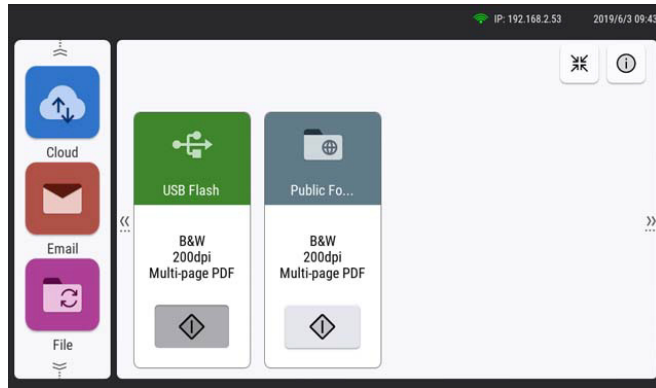 IP: 192.168.2.53 2019/6/3 09:43
Cloud
Email
File
USB Flash
B&W
200dpi
Multi-page PDF
Public Fo...
B&W
200dpi
Multi-page PDF